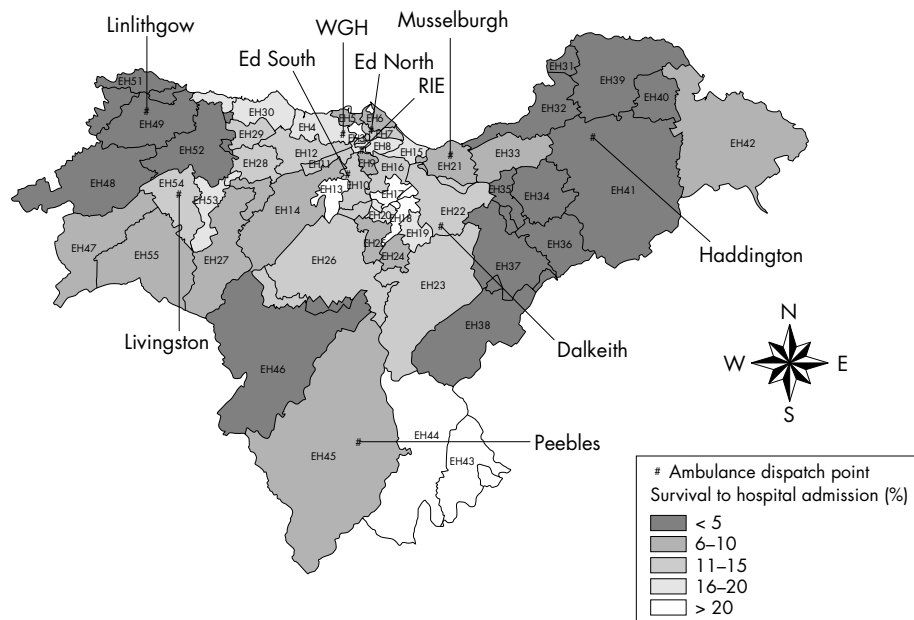 Linlithgow
WGH
Musselburgh
Ed South
Ed North
RIE
EH51
EH49
EH52
EH48
EH30
EH29
EH4
EH28
EH12
EH11
EH5
EH6
EH7
EH8
EH9
EH10
EH13
EH15
EH16
EH17
EH18
EH19
EH20
EH21
EH22
EH33
EH31
EH32
EH39
EH40
EH42
EH41
EH35
EH34
EH36
EH37
EH38
EH54
EH53
EH14
EH47
EH55
EH27
EH26
EH25
EH24
EH23
EH46
EH45
EH44
EH43
Haddington
Livingston
Dalkeith
Peebles
N
W E
S
# Ambulance dispatch point
Survival to hospital admission (%)
< 5
6–10
11–15
16–20
> 20